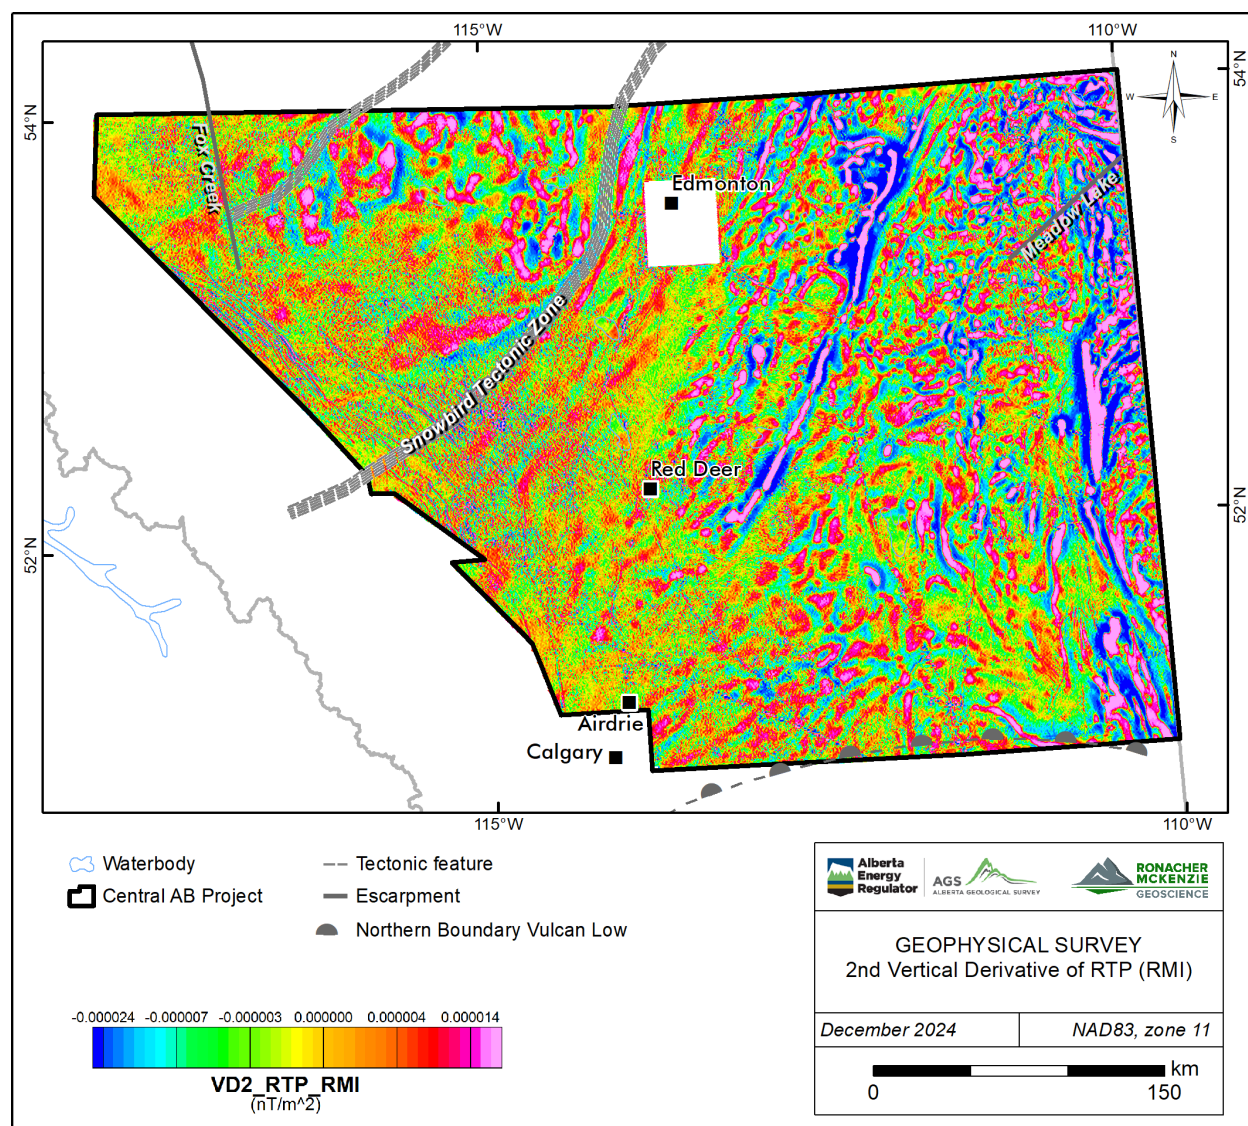 115°W
110°W
54°N
54°N
N
W
E
S
Fox Creek
Edmonton
Meadow Lake
Snowbird Tectonic Zone
Red Deer
52°N
52°N
Airdrie
Calgary
115°W
110°W
Waterbody
Central AB Project
Tectonic feature
Escarpment
Northern Boundary Vulcan Low
-0.000024 -0.000007 -0.000003 0.000000 0.000004 0.000014
VD2_RTP_RMI
(nT/m^2)
Alberta
Energy
Regulator
AGS
ALBERTA GEOLOGICAL SURVEY
RONACHER
MCKENZIE
GEOSCIENCE
GEOPHYSICAL SURVEY
2nd Vertical Derivative of RTP (RMI)
December 2024
NAD83, zone 11
km
0 150